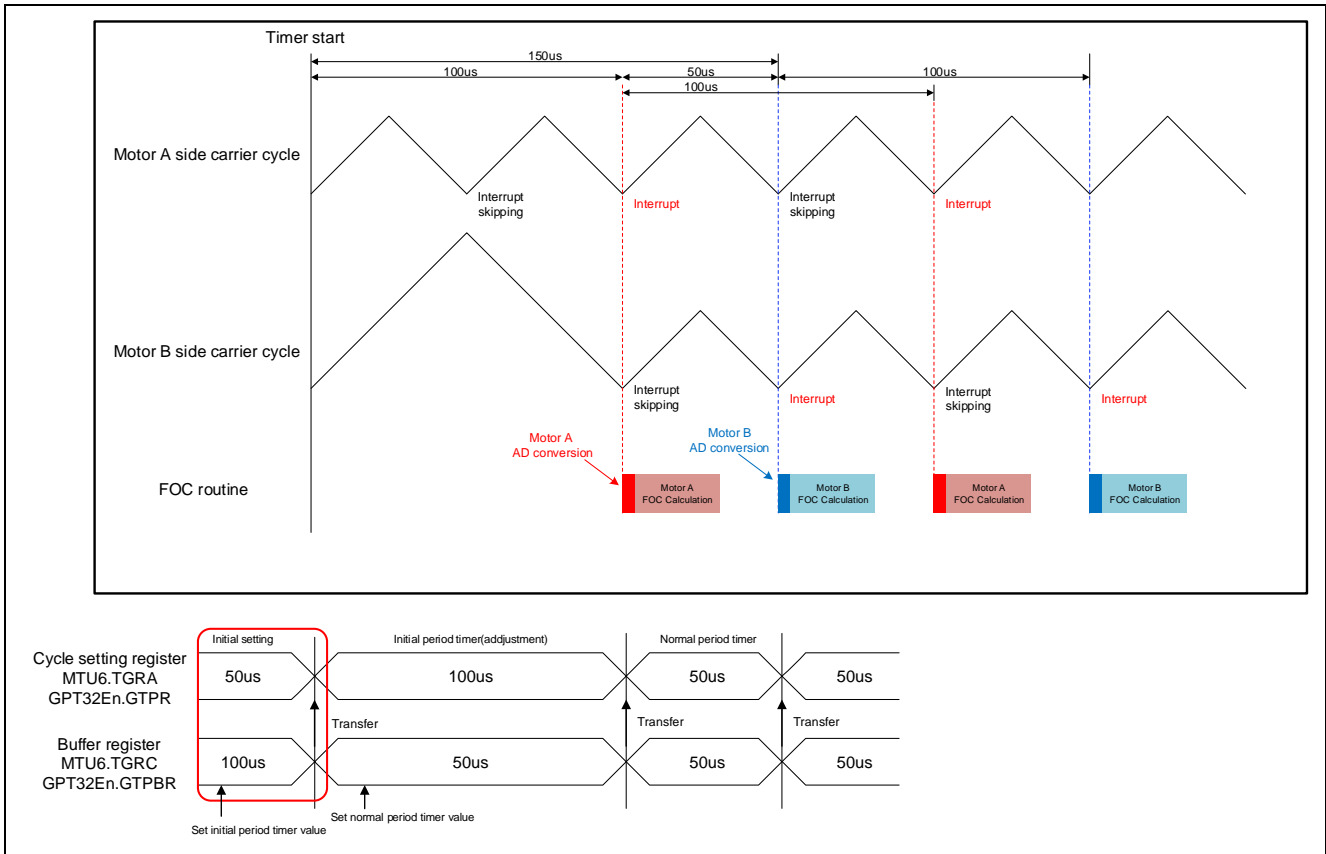 Timer start
150us
100us
50us
100us
100us
Motor A side carrier cycle
Interrupt
skipping
Interrupt
Interrupt
skipping
Interrupt
Motor B side carrier cycle
Interrupt
skipping
Interrupt
Interrupt
skipping
Interrupt
Motor A
AD conversion
Motor B
AD conversion
FOC routine
Motor A
FOC Calculation
Motor B
FOC Calculation
Motor A
FOC Calculation
Motor B
FOC Calculation
Initial setting
Initial period timer(addjustment)
Normal period timer
Cycle setting register
MTU6.TGRA
GPT32En.GTPR
50us
100us
50us
50us
Transfer
Transfer
Transfer
Buffer register
MTU6.TGRC
GPT32En.GTPBR
100us
50us
50us
50us
Set initial period timer value
Set normal period timer value